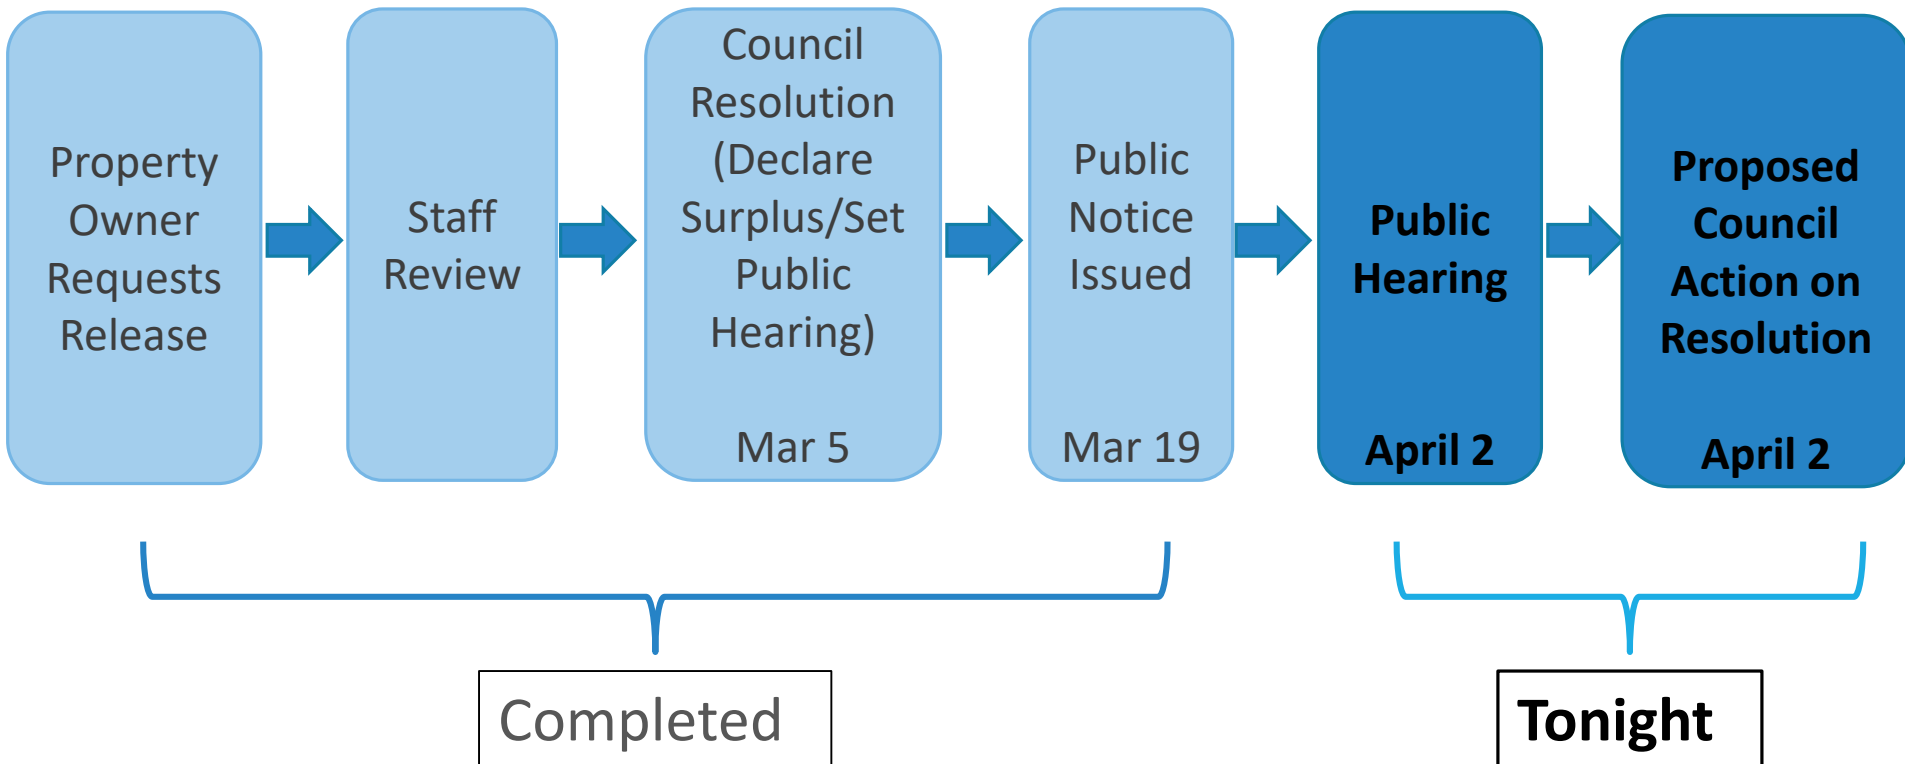 Property
Owner
Requests
Release
Staff
Review
Council
Resolution
(Declare
Surplus/Set
Public
Hearing)
Mar 5
Public
Notice
Issued
Mar 19
Public
Hearing
April 2
Proposed
Council
Action on
Resolution
April 2
Completed
Tonight